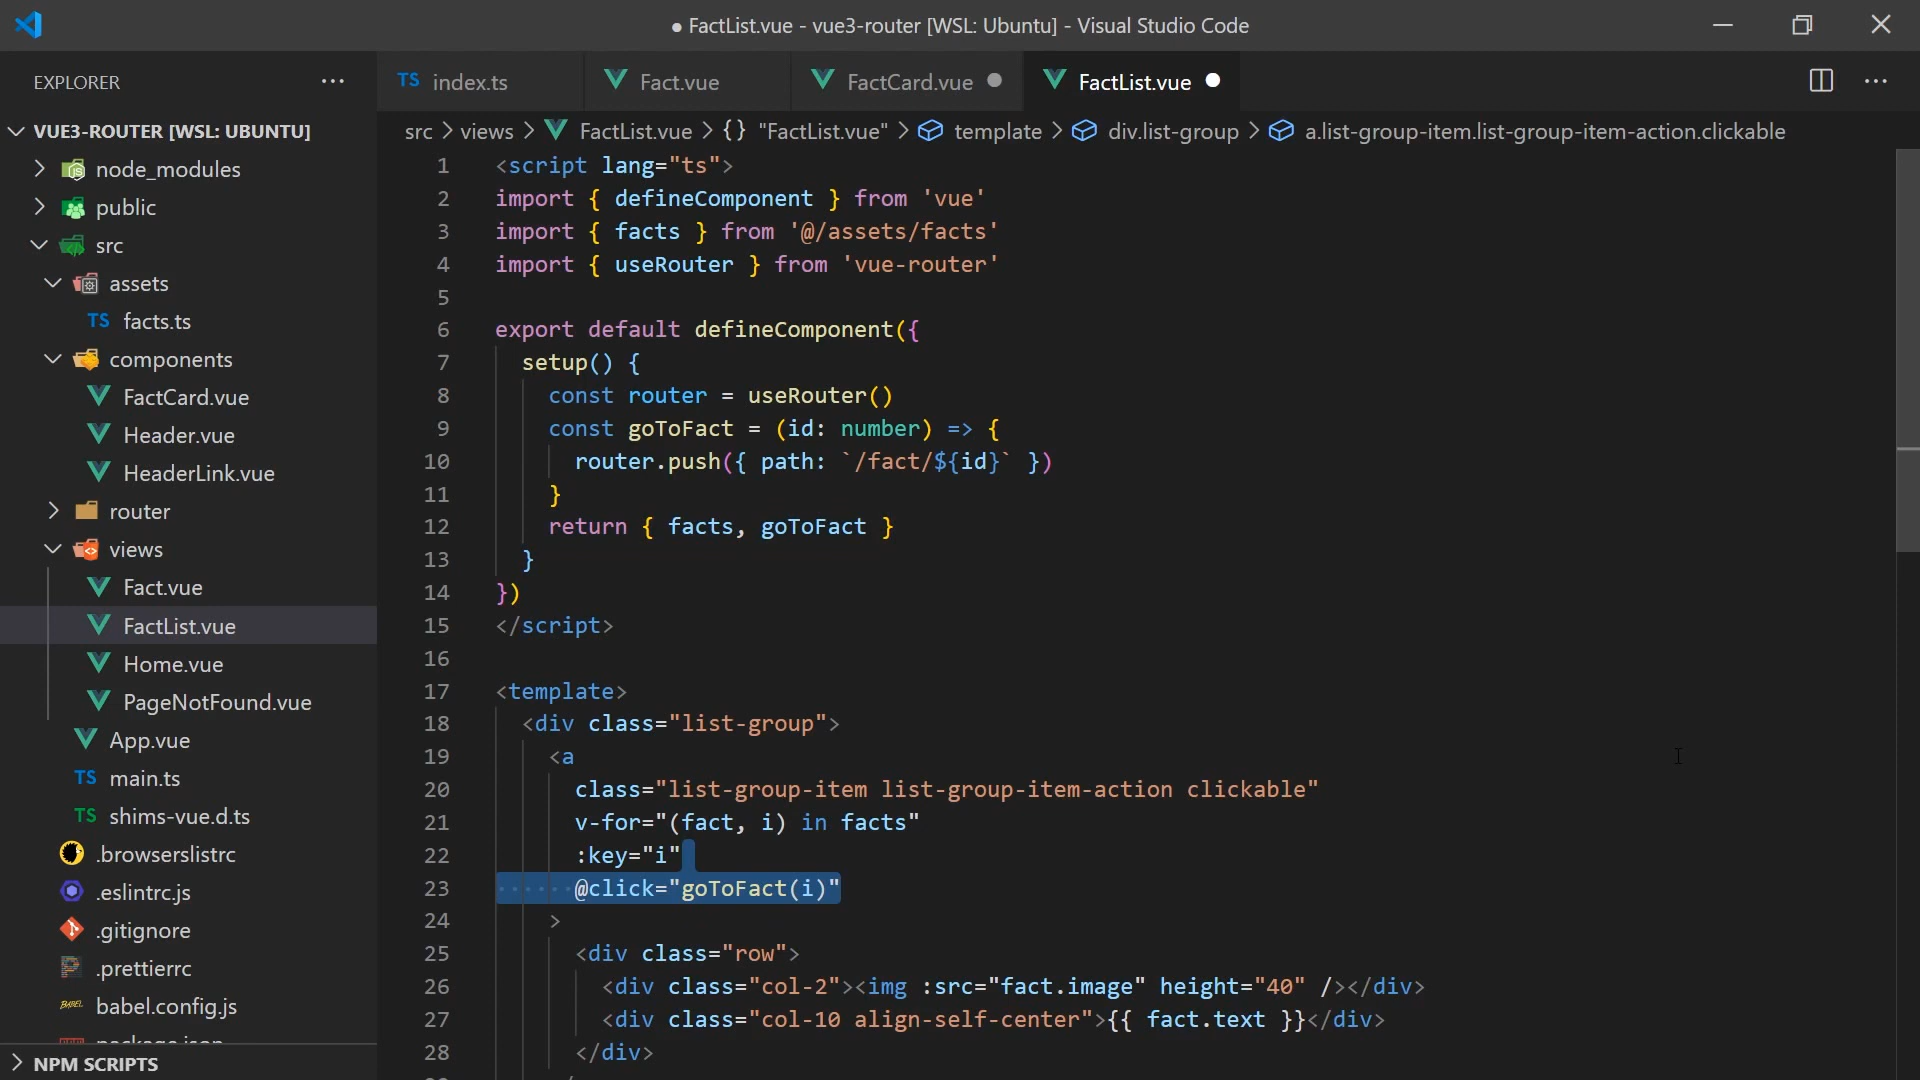 ● FactList.vue - vue3-router [WSL: Ubuntu] - Visual Studio Code
EXPLORER ···
TS index.ts
Fact.vue
FactCard.vue ●
FactList.vue ●
···
VUE3-ROUTER [WSL: UBUNTU]
node_modules
public
src
assets
TS facts.ts
components
FactCard.vue
Header.vue
HeaderLink.vue
router
views
Fact.vue
FactList.vue
Home.vue
PageNotFound.vue
App.vue
TS main.ts
TS shims-vue.d.ts
.browserslistrc
.eslintrc.js
.gitignore
.prettierrc
BABEL babel.config.js
package.json
NPM SCRIPTS
src > views > FactList.vue > {} "FactList.vue" > template > div.list-group > a.list-group-item.list-group-item-action.clickable
1 <script lang="ts">
2 import { defineComponent } from 'vue'
3 import { facts } from '@/assets/facts'
4 import { useRouter } from 'vue-router'
5
6 export default defineComponent({
7 setup() {
8 const router = useRouter()
9 const goToFact = (id: number) => {
10 router.push({ path: `/fact/${id}` })
11 }
12 return { facts, goToFact }
13 }
14 })
15 </script>
16
17 <template>
18 <div class="list-group">
19 <a
20 class="list-group-item list-group-item-action clickable"
21 v-for="(fact, i) in facts"
22 :key="i"
23 @click="goToFact(i)"
24 >
25 <div class="row">
26 <div class="col-2"><img :src="fact.image" height="40" /></div>
27 <div class="col-10 align-self-center">{{ fact.text }}</div>
28 </div>